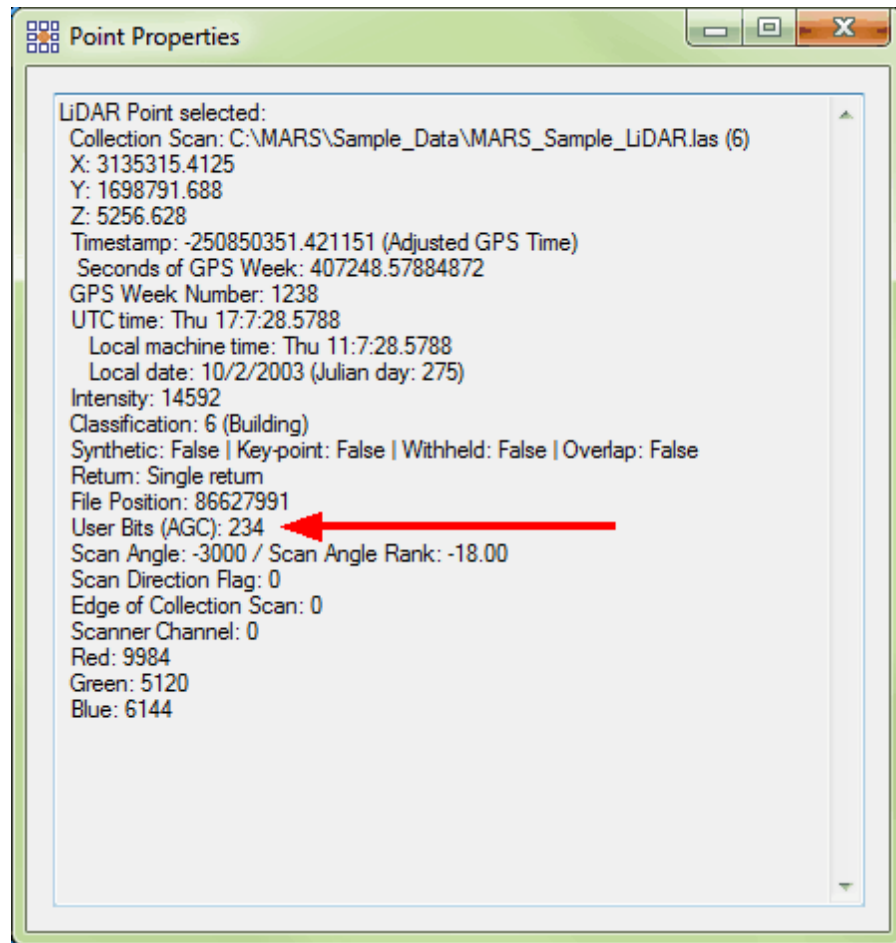 Point Properties
LiDAR Point selected:
Collection Scan: C:\MARS\Sample_Data\MARS_Sample_LiDAR.las (6)
X: 3135315.4125
Y: 1698791.688
Z: 5256.628
Timestamp: -250850351.421151 (Adjusted GPS Time)
Seconds of GPS Week: 407248.57884872
GPS Week Number: 1238
UTC time: Thu 17:7:28.5788
Local machine time: Thu 11:7:28.5788
Local date: 10/2/2003 (Julian day: 275)
Intensity: 14592
Classification: 6 (Building)
Synthetic: False | Key-point: False | Withheld: False | Overlap: False
Return: Single return
File Position: 86627991
User Bits (AGC): 234
Scan Angle: -3000 / Scan Angle Rank: -18.00
Scan Direction Flag: 0
Edge of Collection Scan: 0
Scanner Channel: 0
Red: 9984
Green: 5120
Blue: 6144